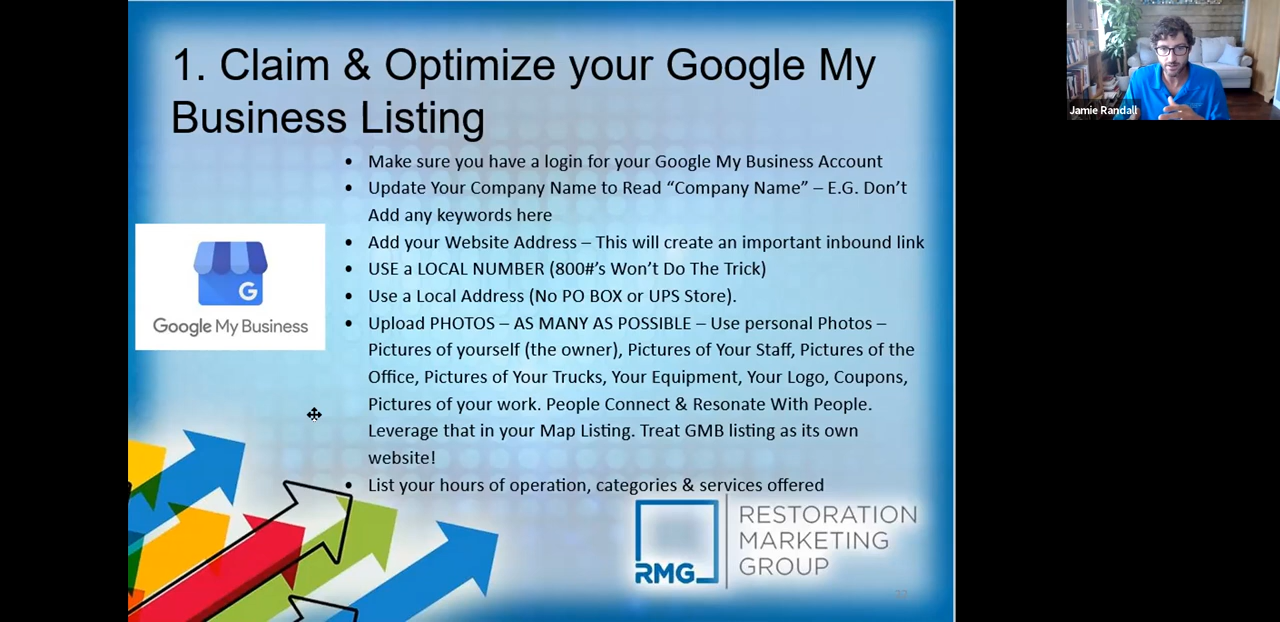 1. Claim & Optimize your Google My
Business Listing
• Make sure you have a login for your Google My Business Account
• Update Your Company Name to Read “Company Name” – E.G. Don’t
Add any keywords here
• Add your Website Address – This will create an important inbound link
• USE a LOCAL NUMBER (800#’s Won’t Do The Trick)
• Use a Local Address (No PO BOX or UPS Store).
• Upload PHOTOS – AS MANY AS POSSIBLE – Use personal Photos –
Pictures of yourself (the owner), Pictures of Your Staff, Pictures of the
Office, Pictures of Your Trucks, Your Equipment, Your Logo, Coupons,
Pictures of your work. People Connect & Resonate With People.
Leverage that in your Map Listing. Treat GMB listing as its own
website!
• List your hours of operation, categories & services offered
G
Google My Business
RMG
RESTORATION
MARKETING
GROUP
Jamie Randall